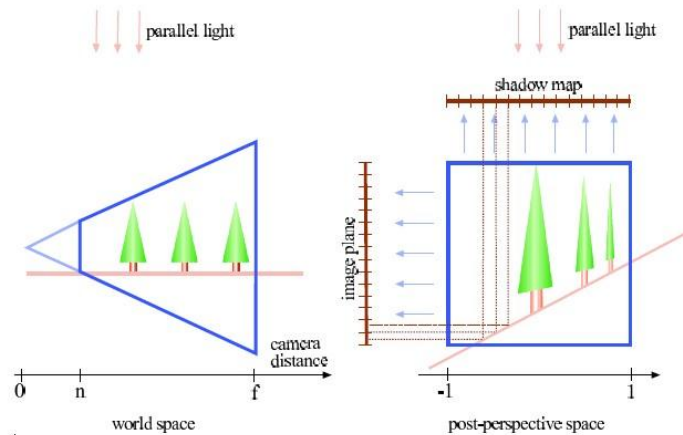 parallel light
parallel light
shadow map
image plane
camera
distance
0
n
f
-1
1
world space
post-perspective space